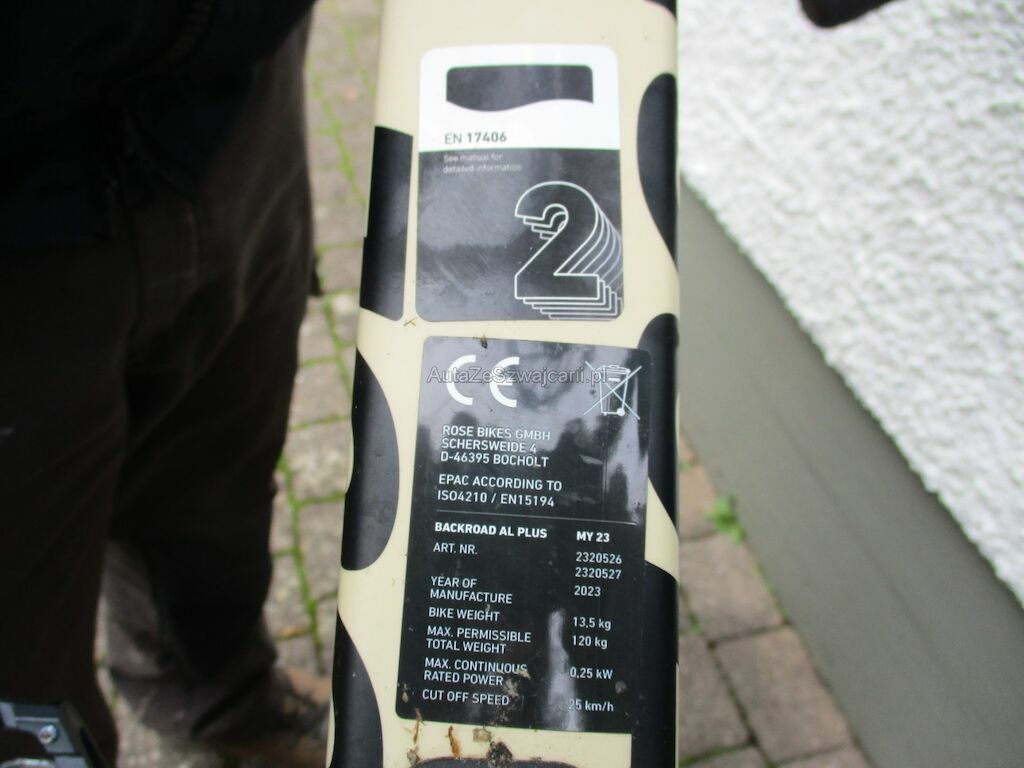 EN 17406
See manual for
detailed information
2
CE
AutaZeSzwajcarii.pl
ROSE BIKES GMBH
SCHERSWEIDE 4
D-46395 BOCHOLT
EPAC ACCORDING TO
ISO4210 / EN15194
BACKROAD AL PLUS MY 23
ART. NR. 2320526
2320527
YEAR OF
MANUFACTURE 2023
BIKE WEIGHT 13,5 kg
MAX. PERMISSIBLE
TOTAL WEIGHT 120 kg
MAX. CONTINUOUS
RATED POWER 0,25 kW
CUT OFF SPEED 25 km/h